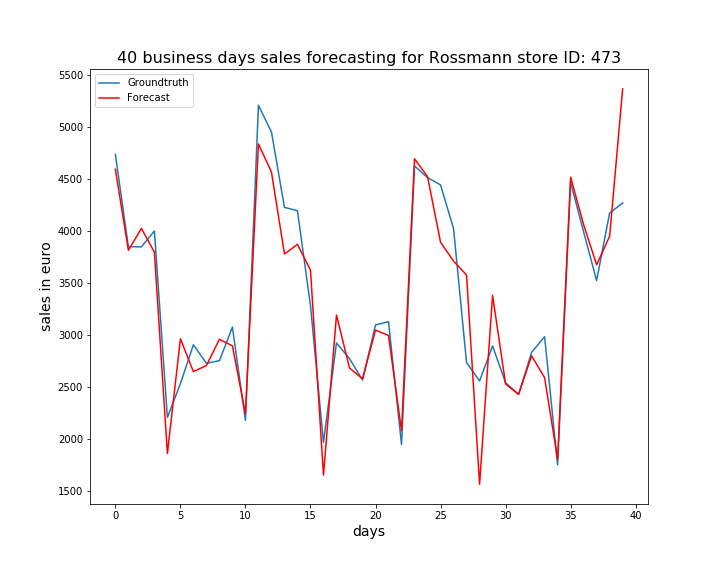 40 business days sales forecasting for Rossmann store ID: 473
Groundtruth
Forecast
sales in euro
5500
5000
4500
4000
3500
3000
2500
2000
1500
0 5 10 15 20 25 30 35 40
days